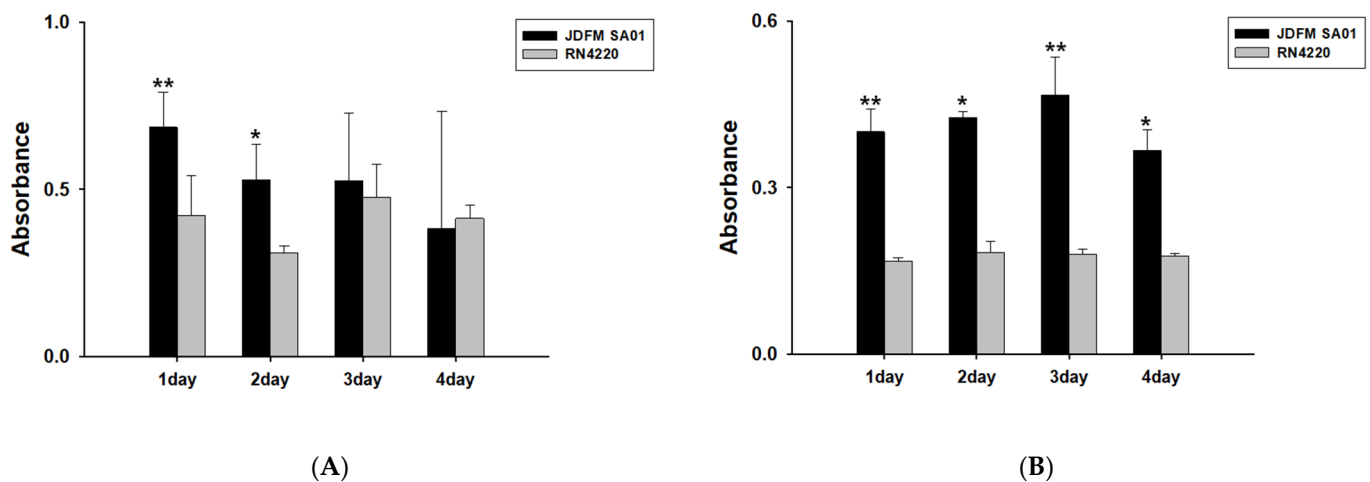 1.0
0.5
0.0
Absorbance
JDFM SA01
RN4220
**
*
1day 2day 3day 4day
(A)
0.6
0.3
0.0
Absorbance
JDFM SA01
RN4220
**
*
**
*
1day 2day 3day 4day
(B)